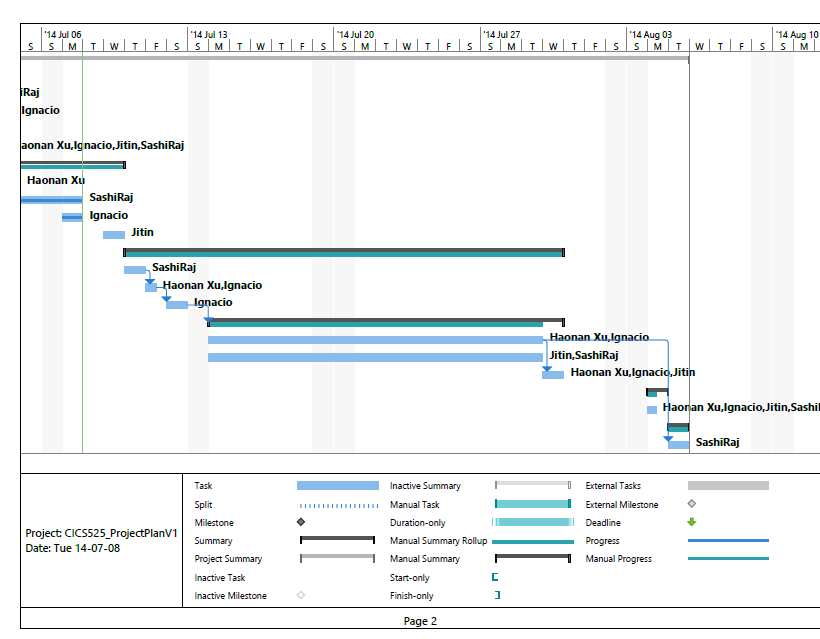 '14 Jul 06 '14 Jul 13 '14 Jul 20 '14 Jul 27 '14 Aug 03 '14 Aug 10
S S M T W T F S S M T W T F S S M T W T F S S M T W T F S S M T W T F S S M
iRaj
Ignacio
aonan Xu,Ignacio,Jitin,SashiRaj
Haonan Xu
SashiRaj
Ignacio
Jitin
SashiRaj
Haonan Xu,Ignacio
Ignacio
Haonan Xu,Ignacio
Jitin,SashiRaj
Haonan Xu,Ignacio,Jitin
Haonan Xu,Ignacio,Jitin,Sashi
SashiRaj
Project: CICS525_ProjectPlanV1
Date: Tue 14-07-08
Task
Split
Milestone
Summary
Project Summary
Inactive Task
Inactive Milestone
Inactive Summary
Manual Task
Duration-only
Manual Summary Rollup
Manual Summary
Start-only
Finish-only
External Tasks
External Milestone
Deadline
Progress
Manual Progress
Page 2